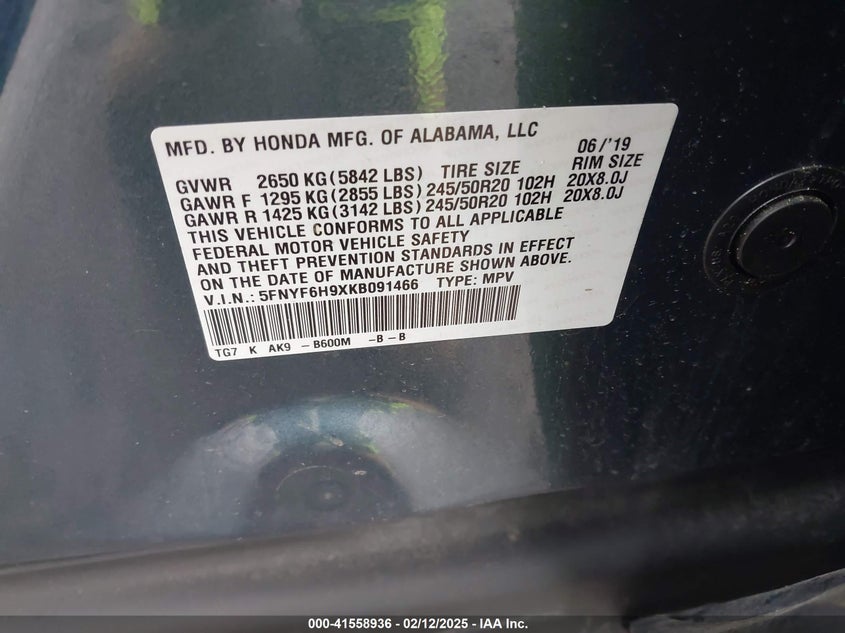 MFD. BY HONDA MFG. OF ALABAMA, LLC 06/'19
GVWR 2650 KG(5842 LBS) TIRE SIZE RIM SIZE
GAWR F 1295 KG(2855 LBS)245/50R20 102H 20X8.0J
GAWR R 1425 KG(3142 LBS)245/50R20 102H 20X8.0J
THIS VEHICLE CONFORMS TO ALL APPLICABLE
FEDERAL MOTOR VEHICLE SAFETY
AND THEFT PREVENTION STANDARDS IN EFFECT
ON THE DATE OF MANUFACTURE SHOWN ABOVE.
V.I.N.: 5FNYF6H9XKB091466 TYPE: MPV
TG7 K AK9 -B600M -B-B
000-41558936 - 02/12/2025 - IAA Inc.